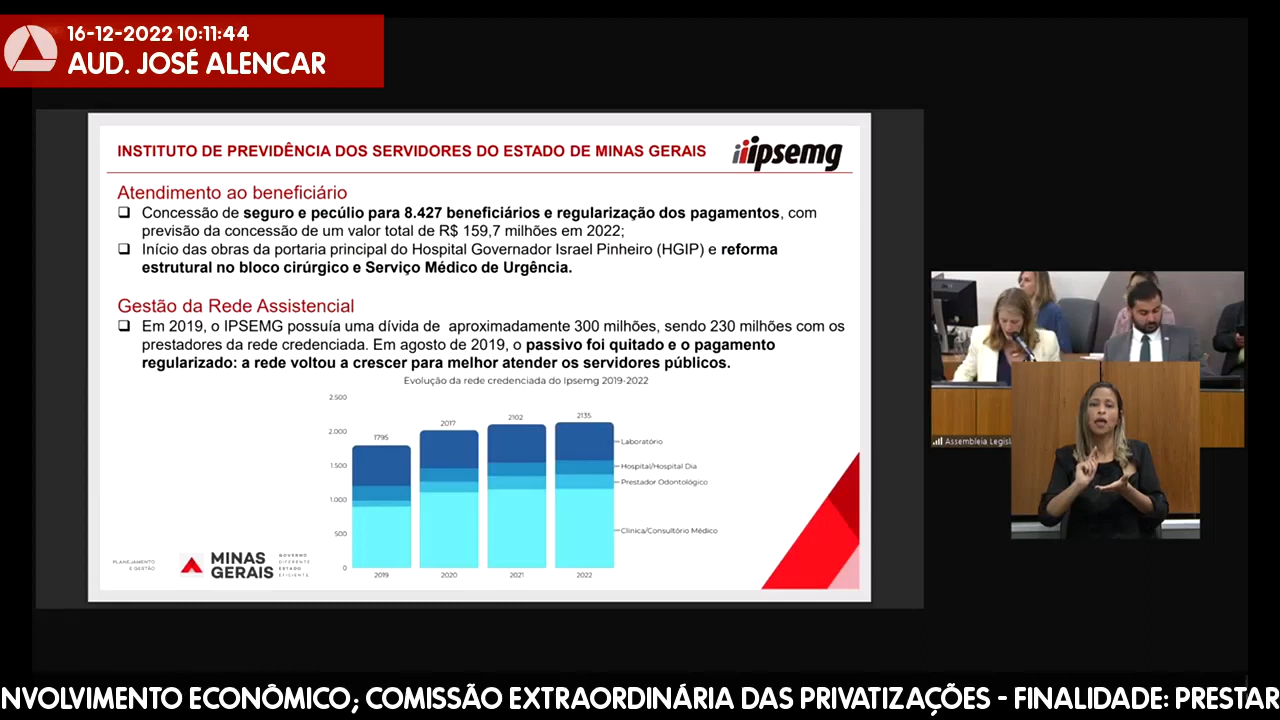 16-12-2022 10:11:44
AUD. JOSÉ ALENCAR
INSTITUTO DE PREVIDÊNCIA DOS SERVIDORES DO ESTADO DE MINAS GERAIS
ipsemg
Atendimento ao beneficiário
❑ Concessão de seguro e pecúlio para 8.427 beneficiários e regularização dos pagamentos, com
previsão da concessão de um valor total de R$ 159,7 milhões em 2022;
❑ Início das obras da portaria principal do Hospital Governador Israel Pinheiro (HGIP) e reforma
estrutural no bloco cirúrgico e Serviço Médico de Urgência.
Gestão da Rede Assistencial
❑ Em 2019, o IPSEMG possuía uma dívida de aproximadamente 300 milhões, sendo 230 milhões com os
prestadores da rede credenciada. Em agosto de 2019, o passivo foi quitado e o pagamento
regularizado: a rede voltou a crescer para melhor atender os servidores públicos.
Evolução da rede credenciada do Ipsemg 2019-2022
2.500
2.000
1.500
1.000
500
0
1795
2017
2102
2135
Laboratório
Hospital/Hospital Dia
Prestador Odontológico
Clínica/Consultório Médico
2019
2020
2021
2022
PLANEJAMENTO
E GESTÃO
MINAS
GERAIS
GOVERNO
DIFERENTE
ESTADO
EFICIENTE
Assembleia Legisl
NVOLVIMENTO ECONÔMICO; COMISSÃO EXTRAORDINÁRIA DAS PRIVATIZAÇÕES - FINALIDADE: PRESTAR